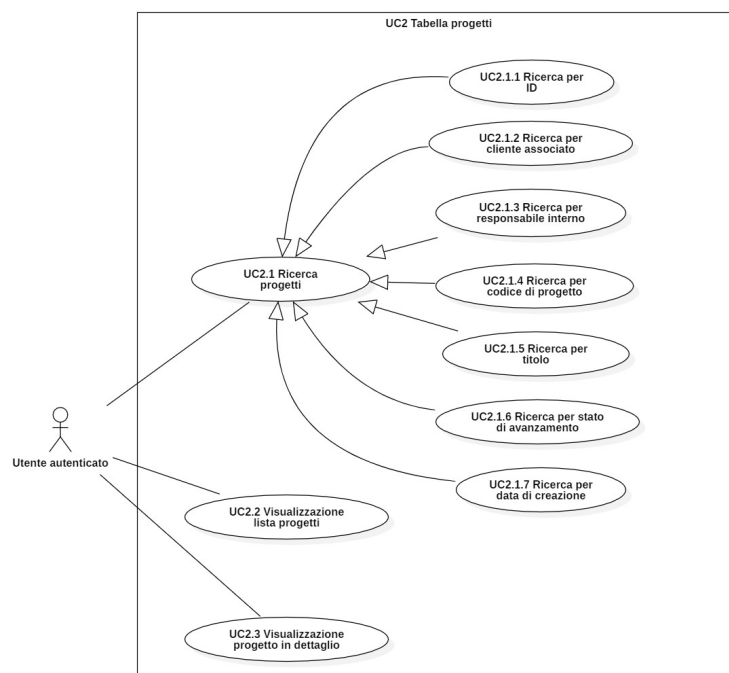 UC2 Tabella progetti
UC2.1.1 Ricerca per
ID
UC2.1.2 Ricerca per
cliente associato
UC2.1.3 Ricerca per
responsabile interno
UC2.1 Ricerca
progetti
UC2.1.4 Ricerca per
codice di progetto
UC2.1.5 Ricerca per
titolo
UC2.1.6 Ricerca per stato
di avanzamento
Utente autenticato
UC2.1.7 Ricerca per
data di creazione
UC2.2 Visualizzazione
lista progetti
UC2.3 Visualizzazione
progetto in dettaglio